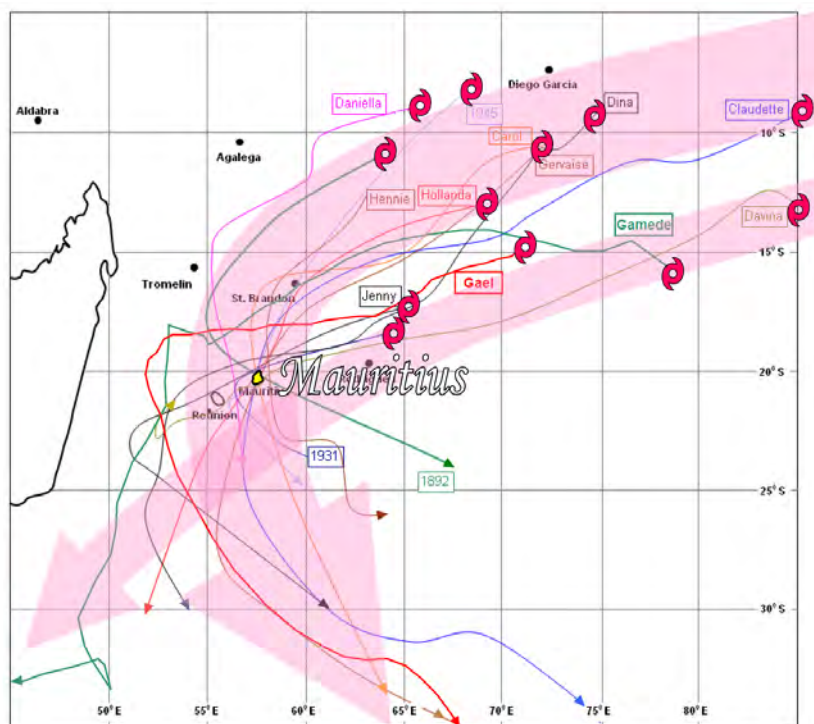 Diego Garcia
Aldabra
Daniella
Dina
Claudette
1945
Carol
10° S
Agalega
Gervaise
Hennie
Hollanda
Gamede
Davina
15° S
Tromelin
St. Brandon
Jenny
Gael
Mauritius
20° S
Reunion
1931
1892
25° S
30° S
50° E
55° E
60° E
65° E
70° E
75° E
80° E